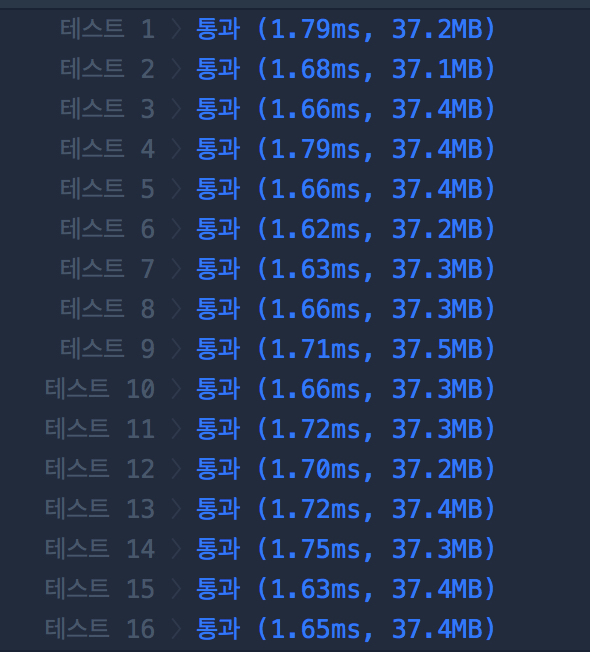 테스트 1 〉 통과 (1.79ms, 37.2MB)
테스트 2 〉 통과 (1.68ms, 37.1MB)
테스트 3 〉 통과 (1.66ms, 37.4MB)
테스트 4 〉 통과 (1.79ms, 37.4MB)
테스트 5 〉 통과 (1.66ms, 37.4MB)
테스트 6 〉 통과 (1.62ms, 37.2MB)
테스트 7 〉 통과 (1.63ms, 37.3MB)
테스트 8 〉 통과 (1.66ms, 37.3MB)
테스트 9 〉 통과 (1.71ms, 37.5MB)
테스트 10 〉 통과 (1.66ms, 37.3MB)
테스트 11 〉 통과 (1.72ms, 37.3MB)
테스트 12 〉 통과 (1.70ms, 37.2MB)
테스트 13 〉 통과 (1.72ms, 37.4MB)
테스트 14 〉 통과 (1.75ms, 37.3MB)
테스트 15 〉 통과 (1.63ms, 37.4MB)
테스트 16 〉 통과 (1.65ms, 37.4MB)